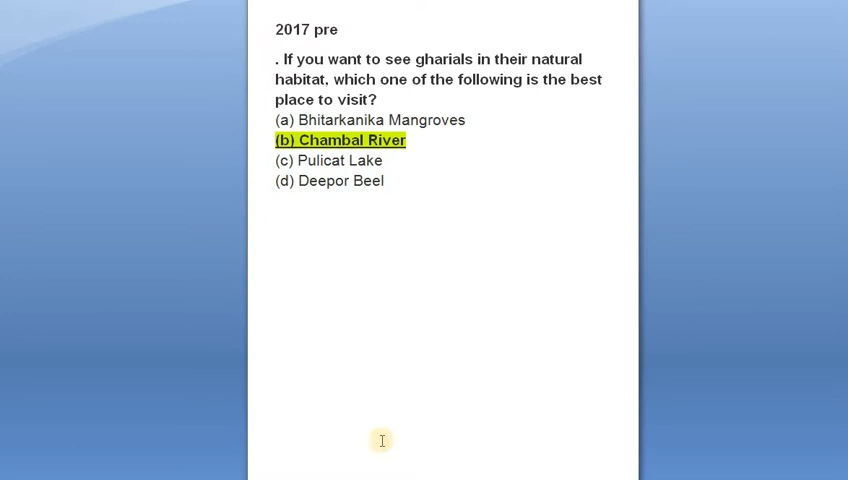 2017 pre
. If you want to see gharials in their natural
habitat, which one of the following is the best
place to visit?
(a) Bhitarkanika Mangroves
(b) Chambal River
(c) Pulicat Lake
(d) Deepor Beel